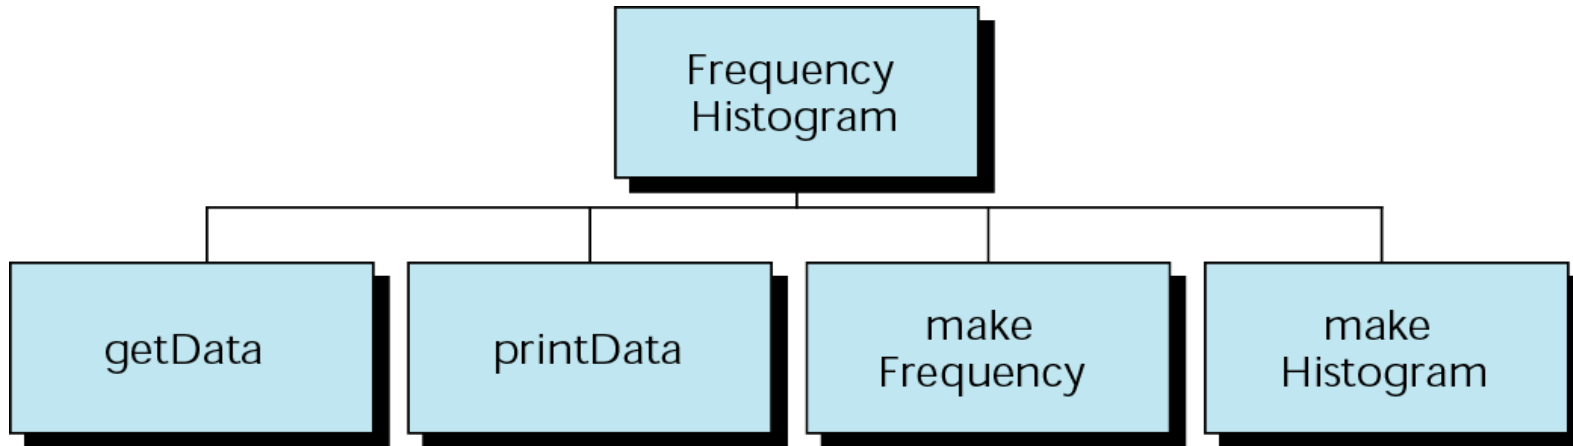 Frequency
Histogram
getData
printData
make
Frequency
make
Histogram